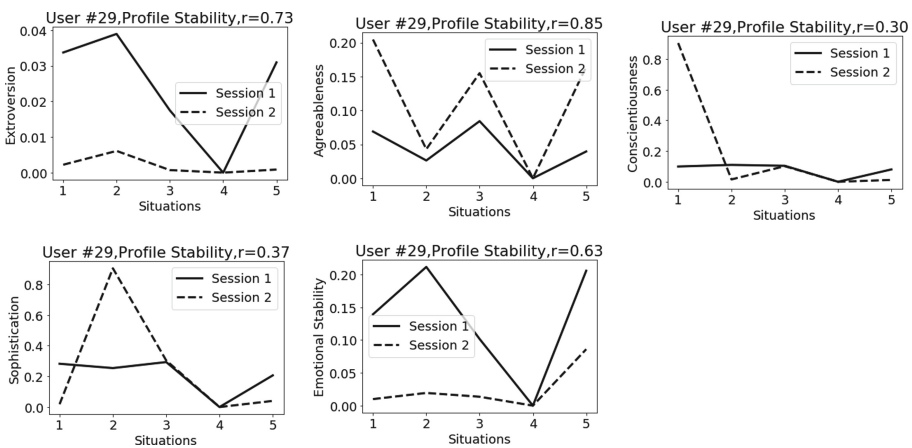 User #29,Profile Stability,r=0.73
0.04
0.03
0.02
0.01
0.00
Extroversion
Session 1
Session 2
1 2 3 4 5
Situations
User #29,Profile Stability,r=0.85
0.20
0.15
0.10
0.05
0.00
Agreeableness
Session 1
Session 2
1 2 3 4 5
Situations
User #29,Profile Stability,r=0.30
0.8
0.6
0.4
0.2
0.0
Conscientiousness
Session 1
Session 2
1 2 3 4 5
Situations
User #29,Profile Stability,r=0.37
0.8
0.6
0.4
0.2
0.0
Sophistication
Session 1
Session 2
1 2 3 4 5
Situations
User #29,Profile Stability,r=0.63
0.20
0.15
0.10
0.05
0.00
Emotional Stability
Session 1
Session 2
1 2 3 4 5
Situations